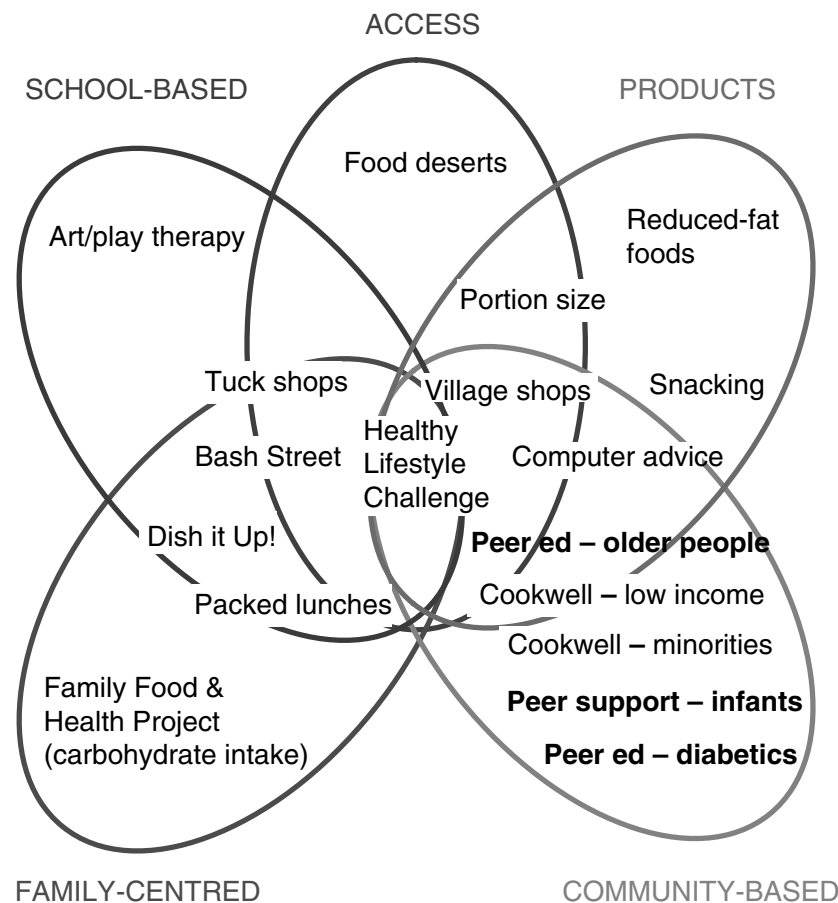 ACCESS
SCHOOL-BASED
PRODUCTS
Food deserts
Art/play therapy
Reduced-fat
foods
Portion size
Tuck shops
Village shops
Snacking
Healthy
Lifestyle
Challenge
Bash Street
Computer advice
Dish it Up!
Peer ed – older people
Packed lunches
Cookwell – low income
Cookwell – minorities
Family Food &
Health Project
(carbohydrate intake)
Peer support – infants
Peer ed – diabetics
FAMILY-CENTRED
COMMUNITY-BASED